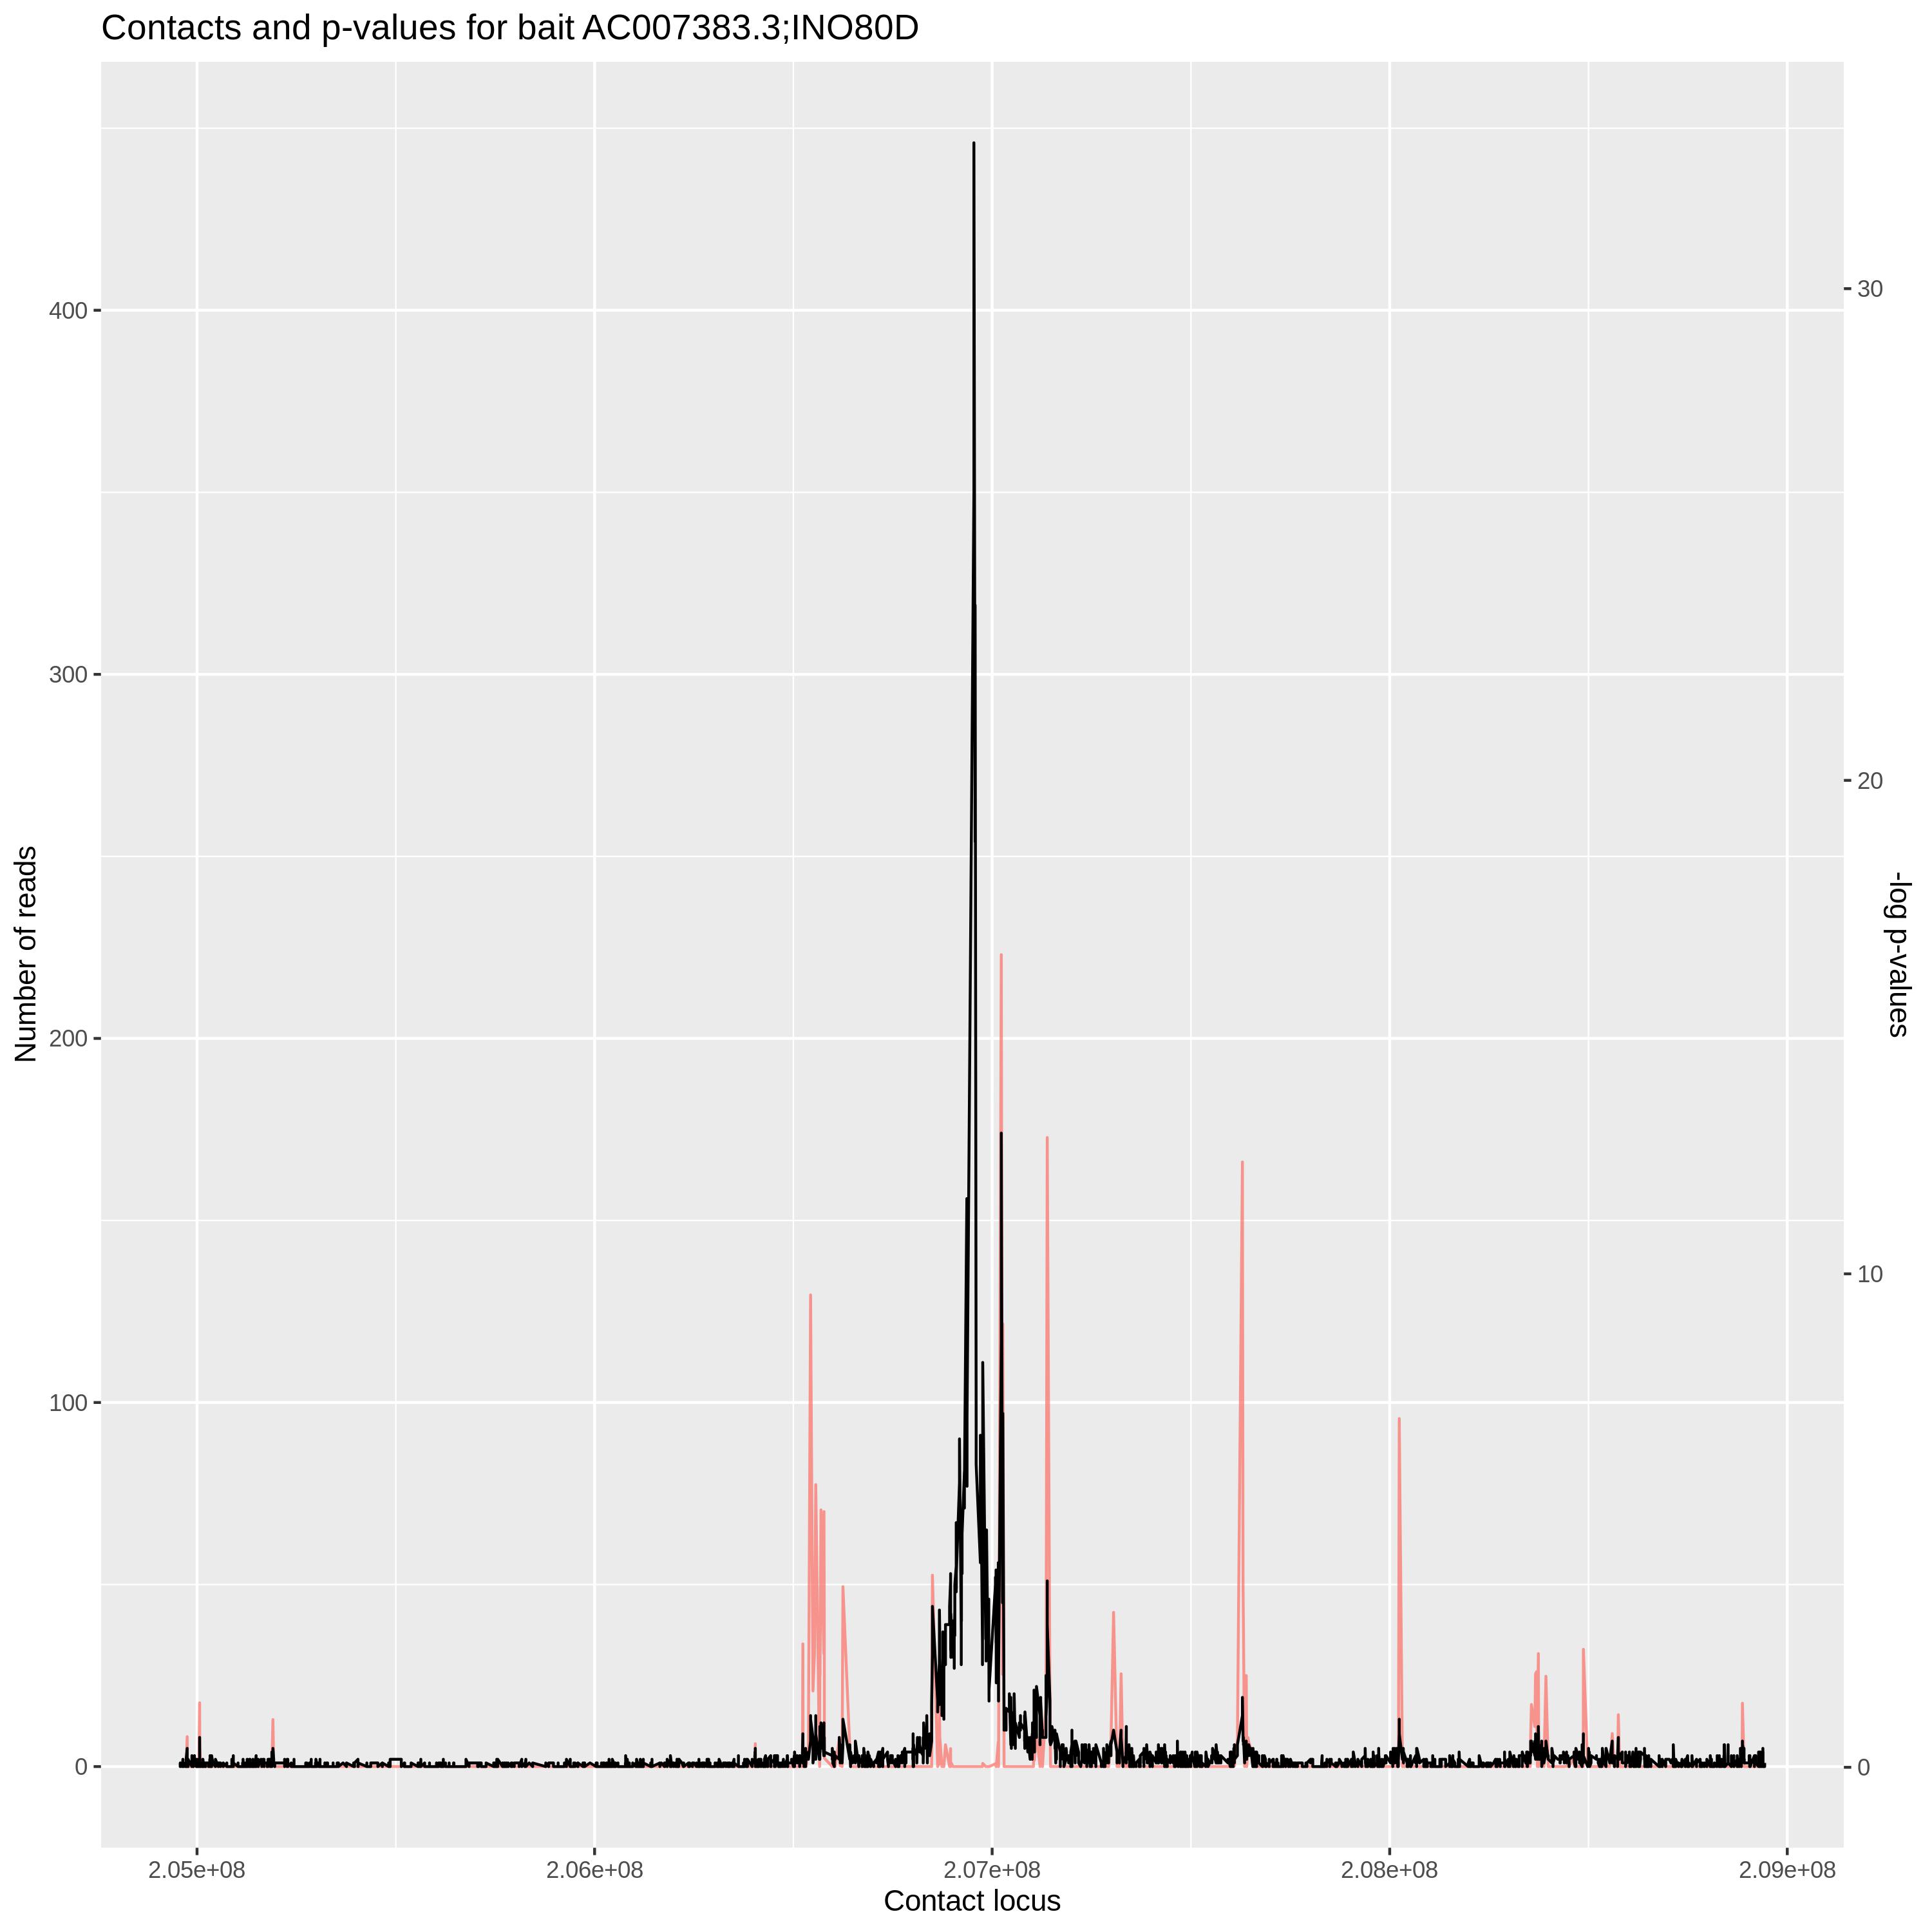 Contacts and p-values for bait AC007383.3;INO80D
Number of reads
400
300
200
100
0
30
20
10
0
-log p-values
2.05e+08
2.06e+08
2.07e+08
2.08e+08
2.09e+08
Contact locus